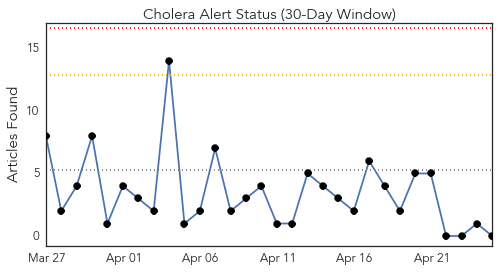 Cholera Alert Status (30-Day Window)
Articles Found
15
10
5
0
Mar 27
Apr 01
Apr 06
Apr 11
Apr 16
Apr 21